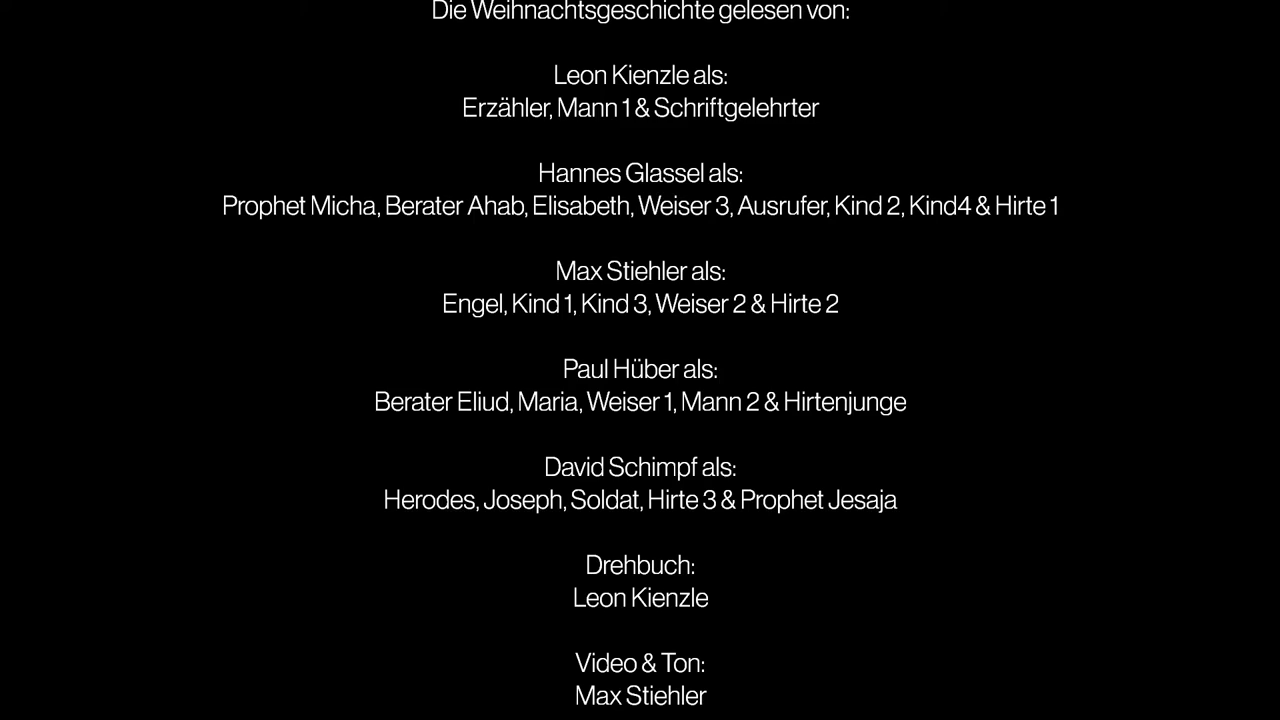 Die Weihnachtsgeschichte gelesen von:
Leon Kienzle als:
Erzähler, Mann 1 & Schriftgelehrter
Hannes Glassel als:
Prophet Micha, Berater Ahab, Elisabeth, Weiser 3, Ausrufer, Kind 2, Kind4 & Hirte 1
Max Stiehler als:
Engel, Kind 1, Kind 3, Weiser 2 & Hirte 2
Paul Hüber als:
Berater Eliud, Maria, Weiser 1, Mann 2 & Hirtenjunge
David Schimpf als:
Herodes, Joseph, Soldat, Hirte 3 & Prophet Jesaja
Drehbuch:
Leon Kienzle
Video & Ton:
Max Stiehler